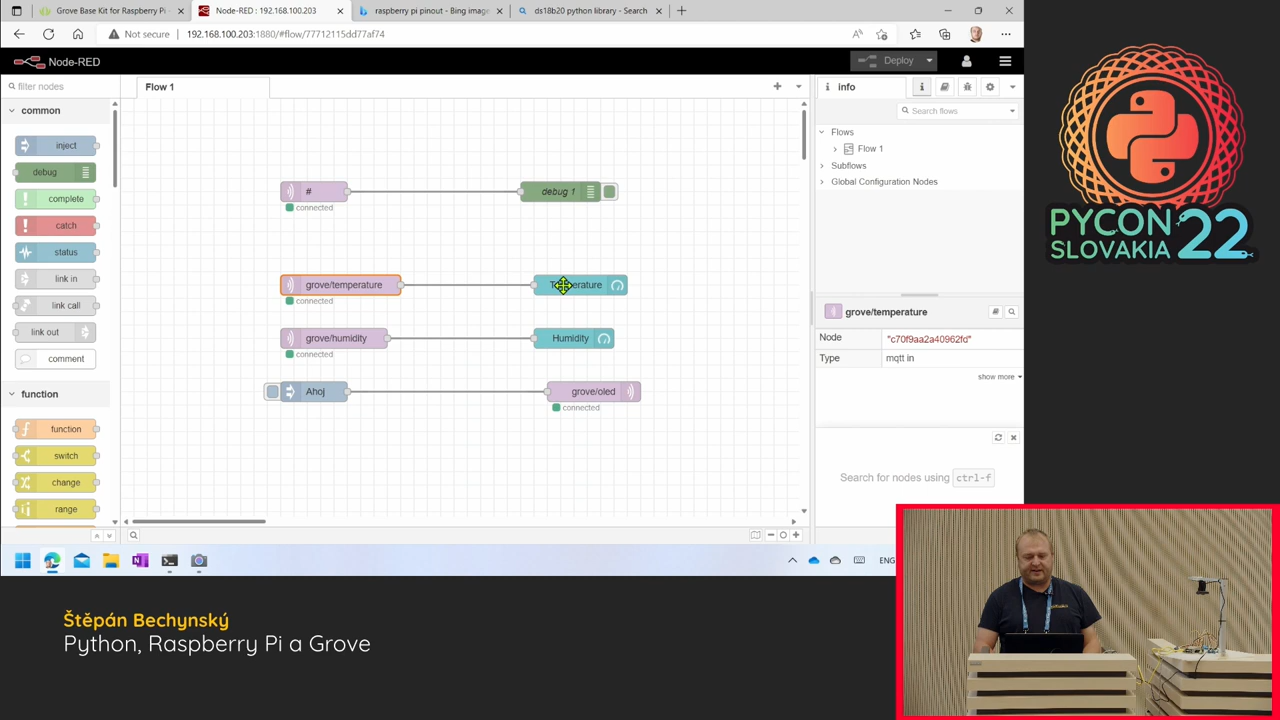 Grove Base Kit for Raspberry Pi -
Node-RED : 192.168.100.203
raspberry pi pinout - Bing imag
ds18b20 python library - Search
Not secure
192.168.100.203:1880/#flow/77712115dd77af74
Node-RED
Deploy
filter nodes
Flow 1
info
common
Search flows
inject
Flows
Flow 1
debug
Subflows
Global Configuration Nodes
#
connected
debug 1
complete
catch
status
link in
link call
link out
comment
grove/temperature
connected
grove/humidity
connected
Humidity
Ahoj
grove/oled
connected
grove/temperature
Node
"c70f9aa2a40962fd"
Type
mqtt in
show more
function
function
switch
change
range
Search for nodes using ctrl-f
ENG
PYCON
SLOVAKIA 22
Štěpán Bechynský
Python, Raspberry Pi a Grove